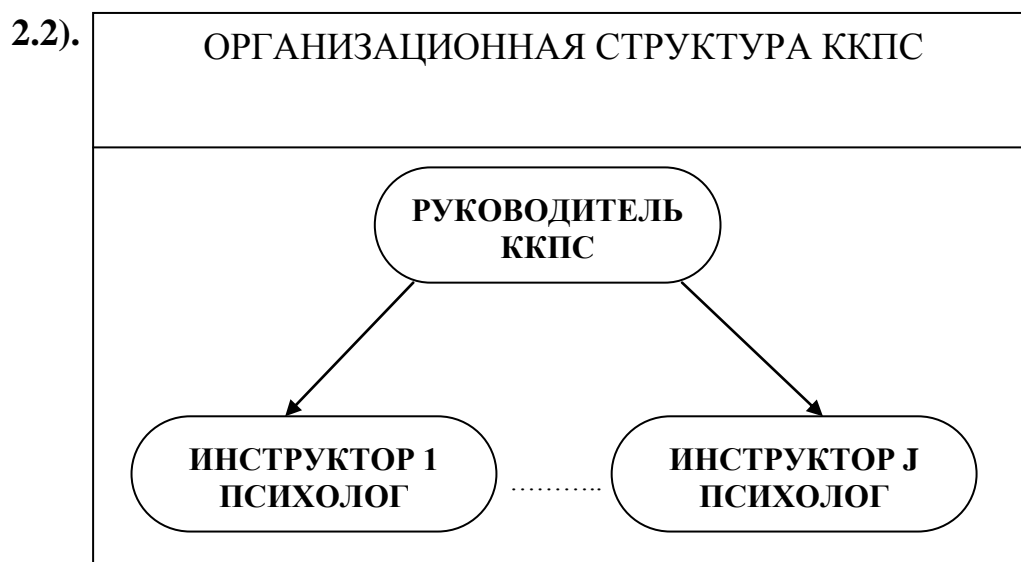 2.2).
ОРГАНИЗАЦИОННАЯ СТРУКТУРА ККПС
РУКОВОДИТЕЛЬ
ККПС
ИНСТРУКТОР 1
ПСИХОЛОГ
………..
ИНСТРУКТОР J
ПСИХОЛОГ